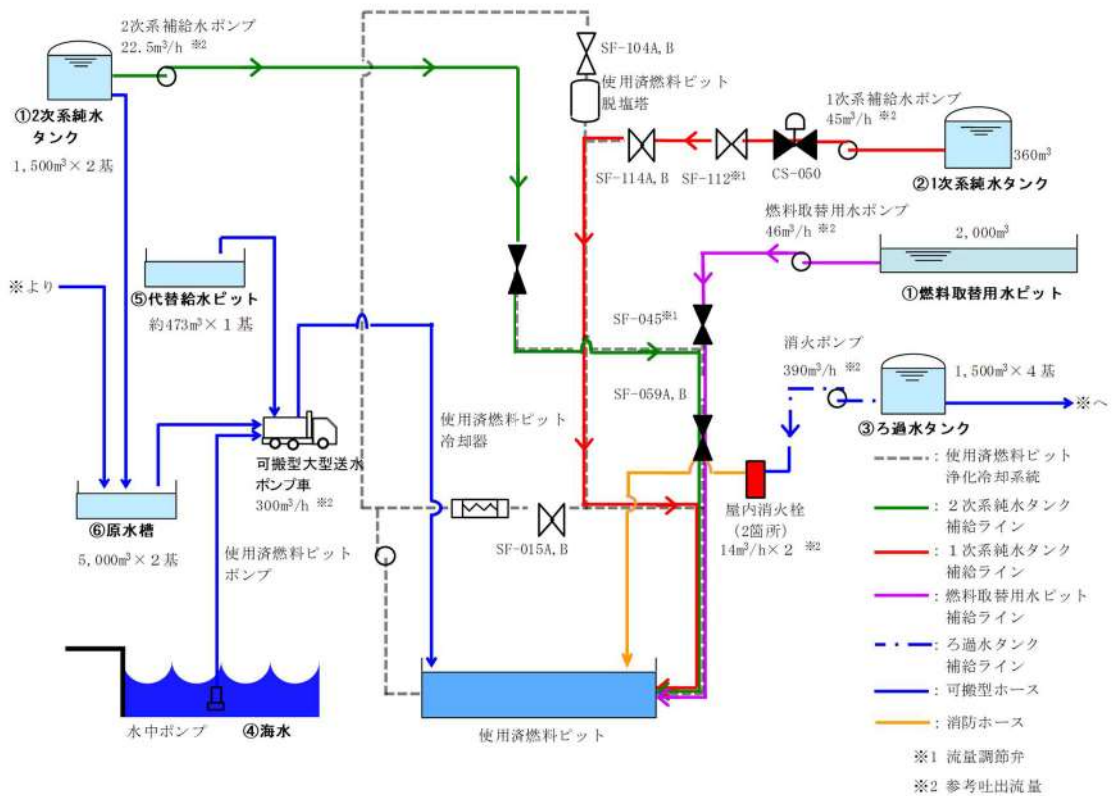 2次系補給水ポンプ
22.5m³/h ※2
①2次系純水
タンク
1,500m³×2基
SF-104A,B
使用済燃料ピット
脱塩塔
1次系補給水ポンプ
45m³/h ※2
360m³
SF-114A,B
SF-112※1
CS-050
②1次系純水タンク
燃料取替用水ポンプ
46m³/h ※2
2,000m³
①燃料取替用水ピット
※より
⑤代替給水ピット
約473m³×1基
SF-045※1
消火ポンプ
390m³/h ※2
1,500m³×4基
※へ
③ろ過水タンク
SF-059A,B
使用済燃料ピット
冷却器
可搬型大型送水
ポンプ車
300m³/h ※2
⑥原水槽
5,000m³×2基
SF-015A,B
屋内消火栓
(2箇所)
14m³/h×2 ※2
使用済燃料ピット
ポンプ
水中ポンプ
④海水
使用済燃料ピット
：使用済燃料ピット
浄化冷却系統
：2次系純水タンク
補給ライン
：1次系純水タンク
補給ライン
：燃料取替用水ピット
補給ライン
：ろ過水タンク
補給ライン
：可搬型ホース
：消防ホース
※1 流量調節弁
※2 参考吐出流量